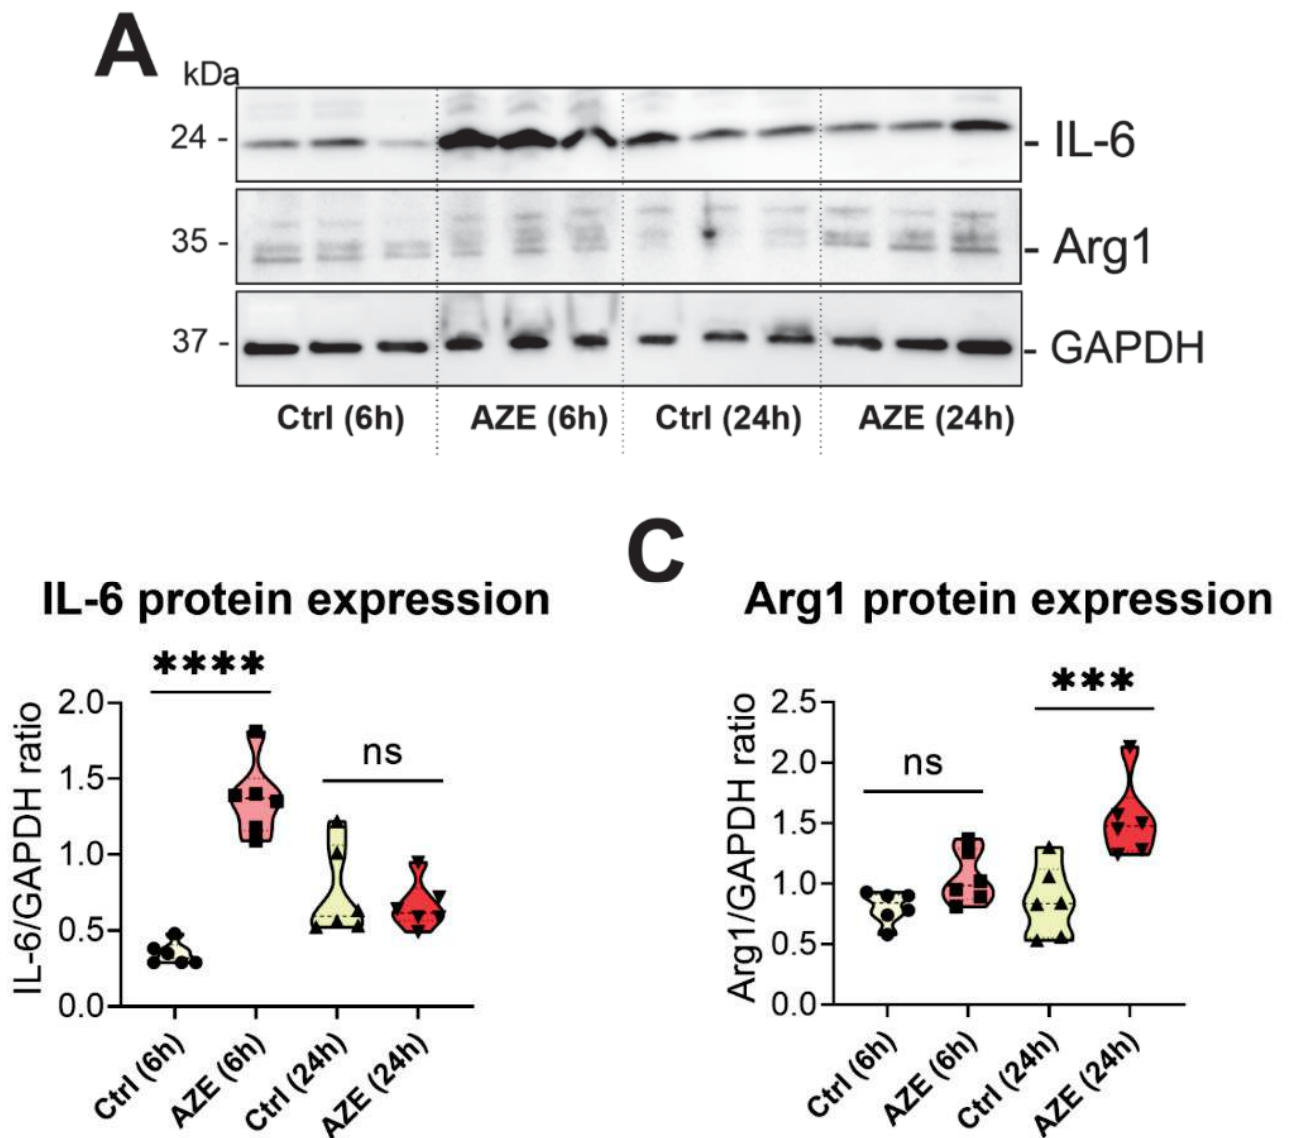 A
kDa
24 -
- IL-6
35 -
- Arg1
37 -
- GAPDH
Ctrl (6h)
AZE (6h)
Ctrl (24h)
AZE (24h)
IL-6 protein expression
IL-6/GAPDH ratio
2.0
1.5
1.0
0.5
0.0
****
ns
Ctrl (6h)
AZE (6h)
Ctrl (24h)
AZE (24h)
C
Arg1 protein expression
Arg1/GAPDH ratio
2.5
2.0
1.5
1.0
0.5
0.0
ns
***
Ctrl (6h)
AZE (6h)
Ctrl (24h)
AZE (24h)